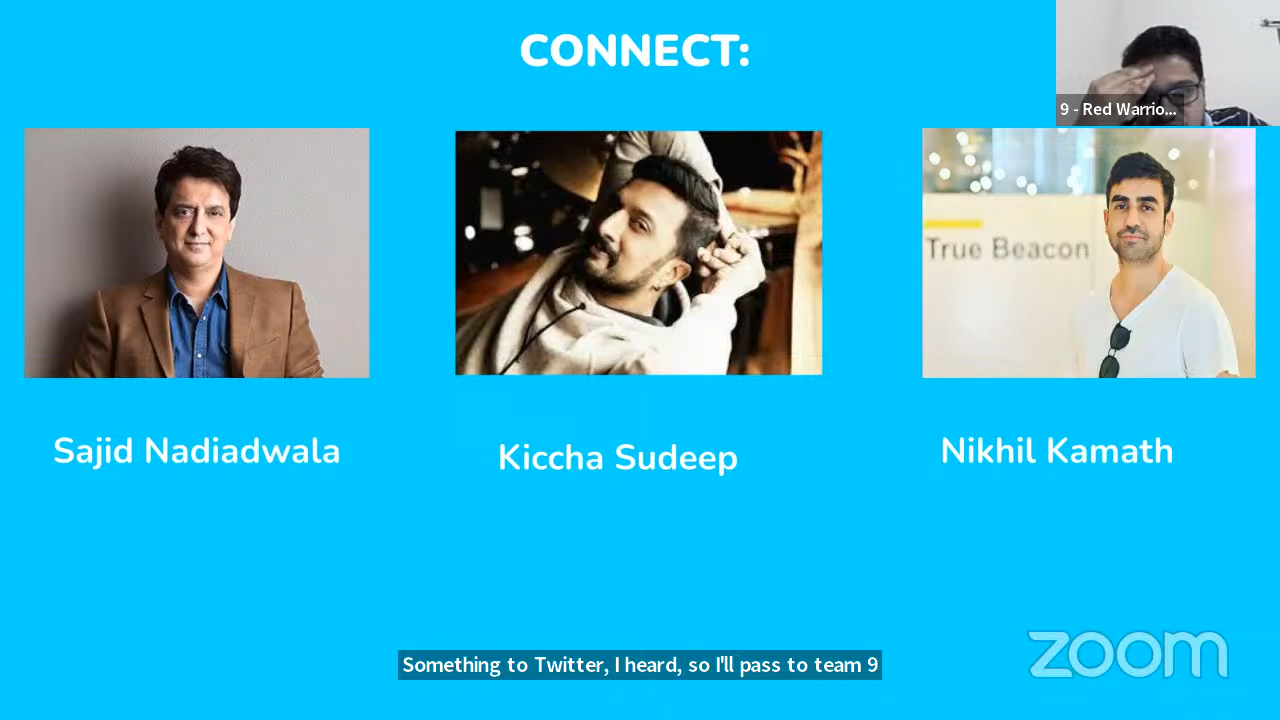 CONNECT:
9 - Red Warrio...
True Beacon
Sajid Nadiadwala
Kiccha Sudeep
Nikhil Kamath
Something to Twitter, I heard, so I'll pass to team 9
zoom